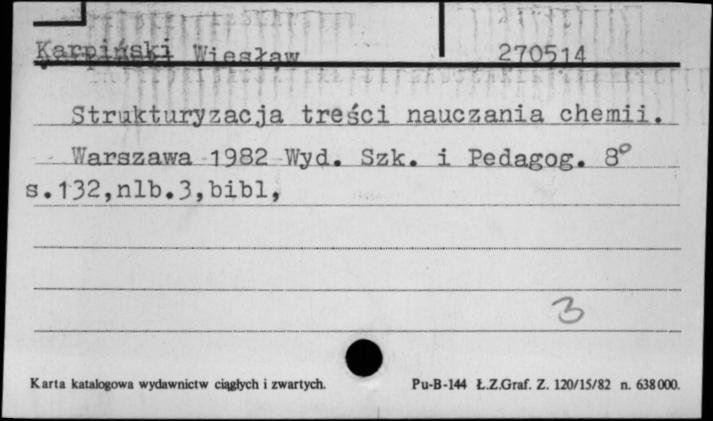 Karpiński Wiesław 270514
Strukturyzacja treści nauczania chemii.
Warszawa 1982 Wyd. Szk. i Pedagog. 8°
s.132,nlb.3,bibl,
3
Karta katalogowa wydawnictw ciągłych i zwartych. Pu-B-144 Ł.Z.Graf. Z. 120/15/82 n. 638000.